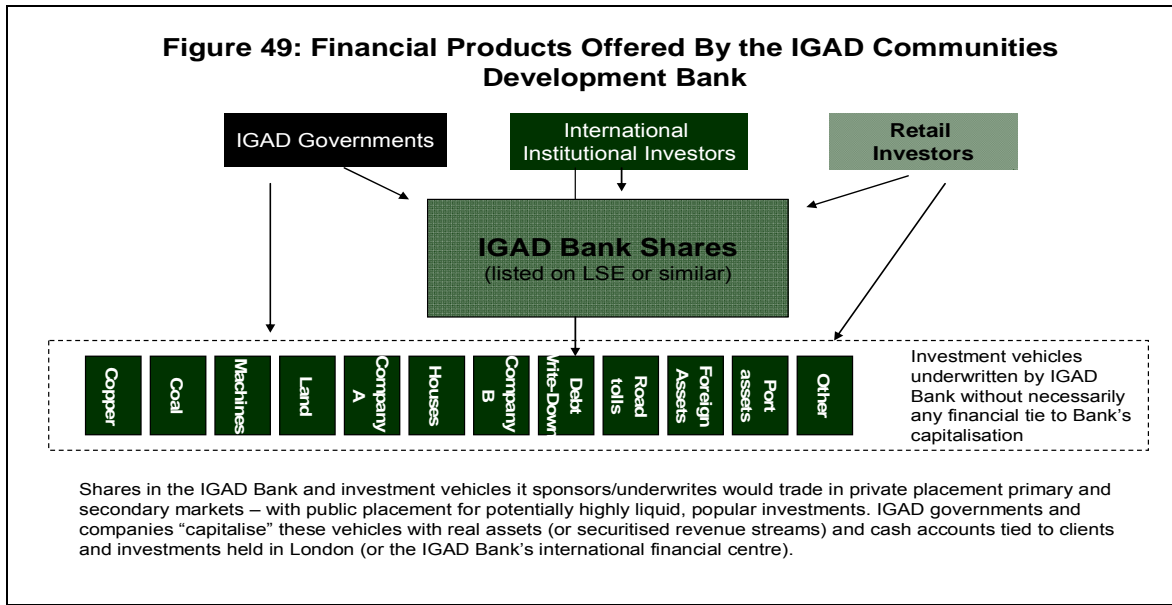 Figure 49: Financial Products Offered By the IGAD Communities
Development Bank
IGAD Governments
International
Institutional Investors
Retail
Investors
IGAD Bank Shares
(listed on LSE or similar)
Copper
Coal
Machines
Land
Company
A
Houses
Company
B
Debt
Write-Down
Road
tolls
Foreign
Assets
Port
assets
Other
Investment vehicles
underwritten by IGAD
Bank without necessarily
any financial tie to Bank's
capitalisation
Shares in the IGAD Bank and investment vehicles it sponsors/underwrites would trade in private placement primary and
secondary markets – with public placement for potentially highly liquid, popular investments. IGAD governments and
companies “capitalise” these vehicles with real assets (or securitised revenue streams) and cash accounts tied to clients
and investments held in London (or the IGAD Bank's international financial centre).